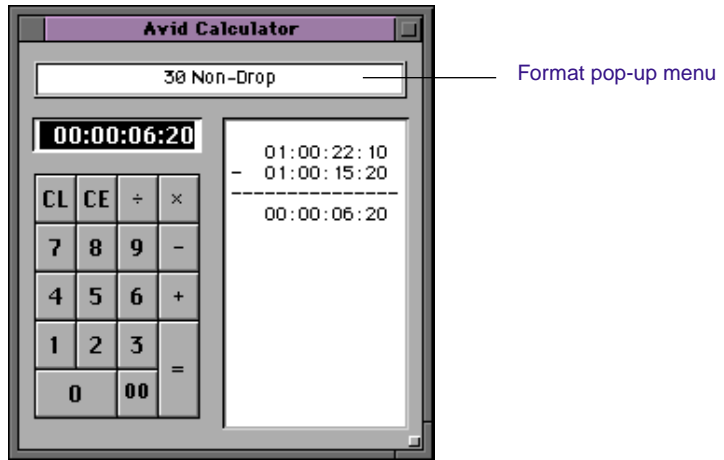 Avid Calculator
30 Non-Drop
Format pop-up menu
00:00:06:20
01:00:22:10
- 01:00:15:20
----------------
00:00:06:20
CL CE ÷ ×
7 8 9 -
4 5 6 +
1 2 3 =
0 00